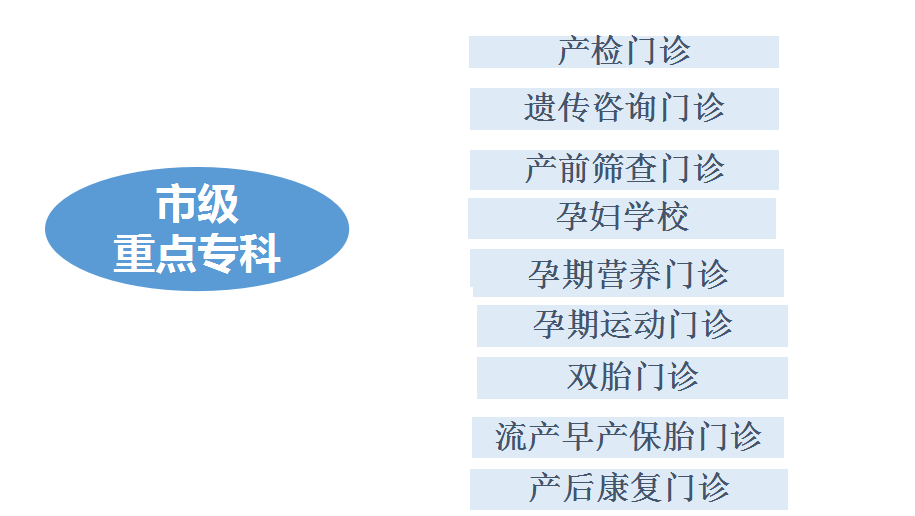 市级
重点专科
产检门诊
遗传咨询门诊
产前筛查门诊
孕妇学校
孕期营养门诊
孕期运动门诊
双胎门诊
流产早产保胎门诊
产后康复门诊